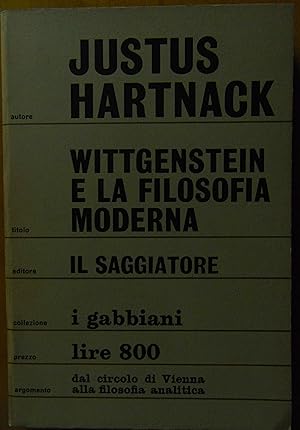 JUSTUS
autore HARTNACK
WITTGENSTEIN
E LA FILOSOFIA
titolo MODERNA
editore IL SAGGIATORE
collezione i gabbiani
prezzo lire 800
dal circolo di Vienna
argomento alla filosofia analitica